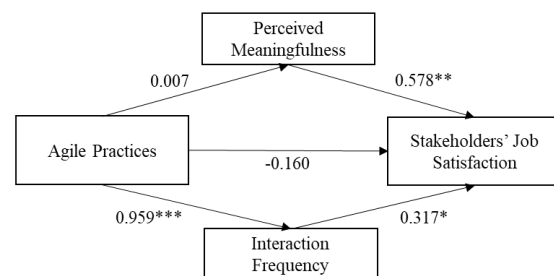 Perceived
Meaningfulness
0.007
0.578**
Agile Practices
Stakeholders' Job
Satisfaction
-0.160
0.959***
0.317*
Interaction
Frequency